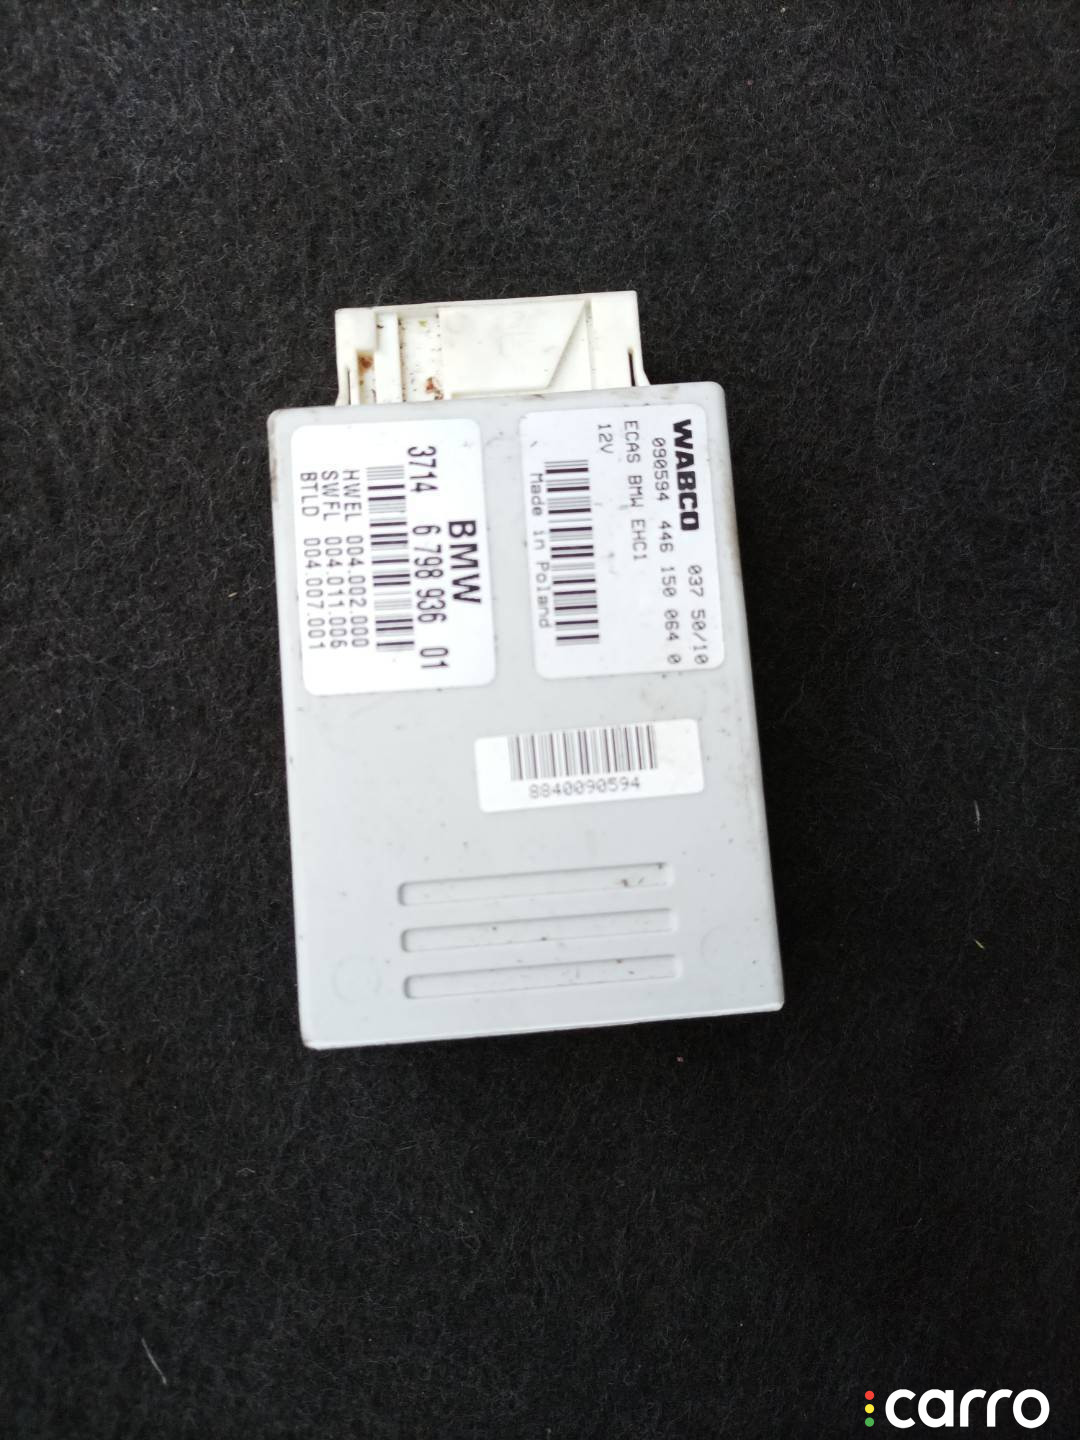 WABCO 037 50/10
090594 446 150 064 0
ECAS BMW EHC1
12V
Made in Poland
BMW
3714 6 798 936 01
HWEL 004.002.000
SWFL 004.011.006
BTLD 004.007.001
8840090594
carro